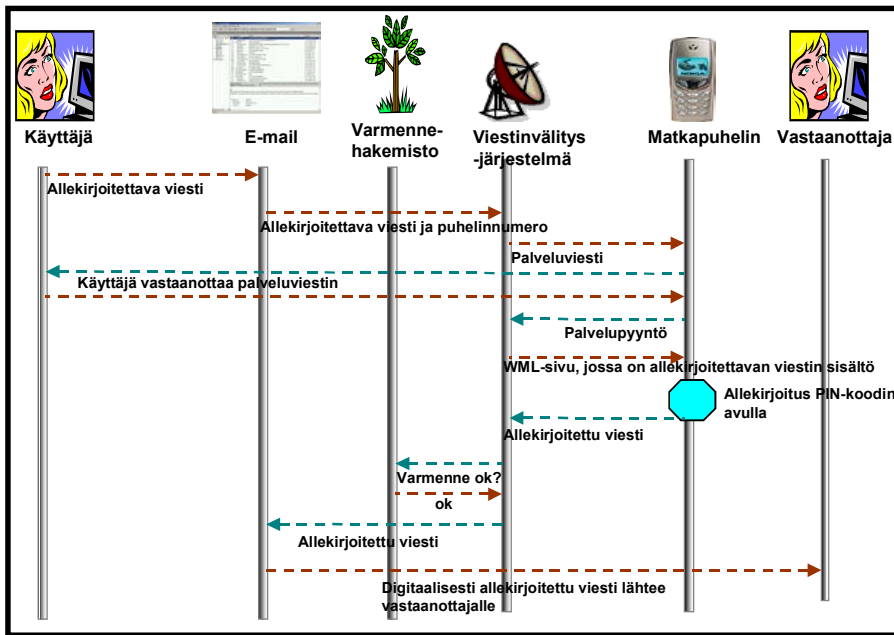 Käyttäjä
E-mail
Varmenne-
hakemisto
Viestinvälitys
-järjestelmä
Matkapuhelin
Vastaanottaja
Allekirjoitettava viesti
Allekirjoitettava viesti ja puhelinnumero
Palveluviesti
Käyttäjä vastaanottaa palveluviestin
Palvelupyyntö
WML-sivu, jossa on allekirjoitettavan viestin sisältö
Allekirjoitus PIN-koodin
avulla
Allekirjoitettu viesti
Varmenne ok?
ok
Allekirjoitettu viesti
Digitaalisesti allekirjoitettu viesti lähtee
vastaanottajalle